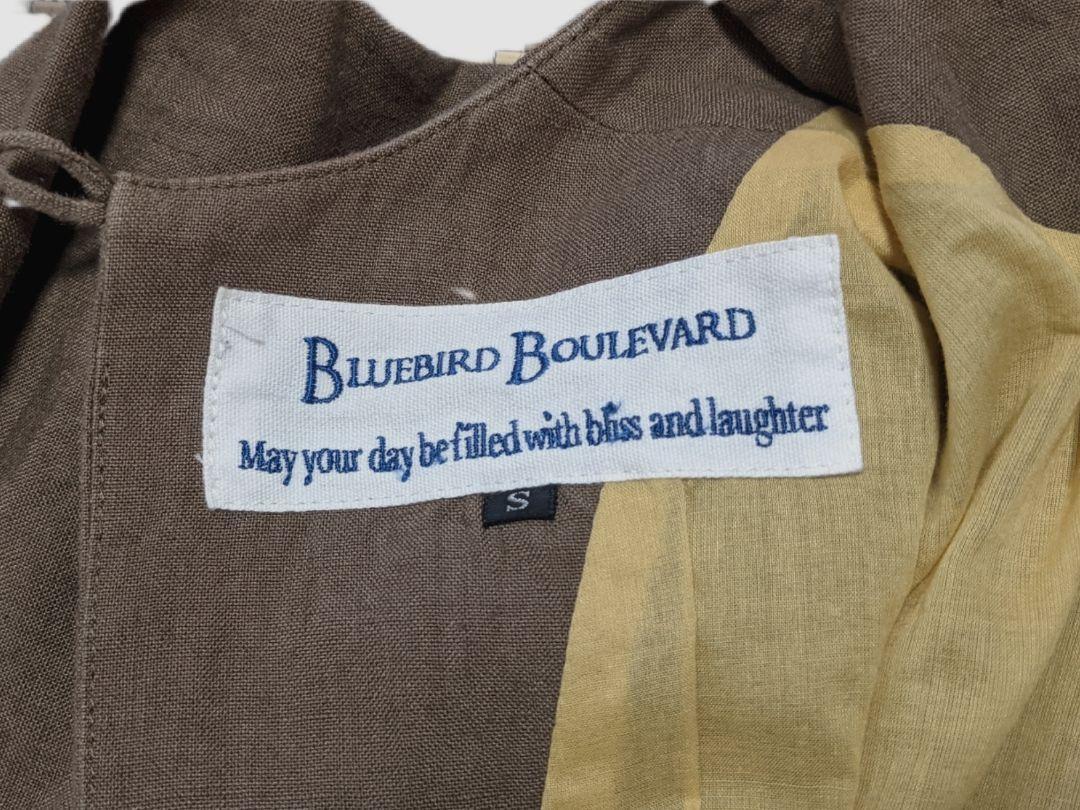 BLUEBIRD BOULEVARD
May your day be filled with bliss and laughter
S